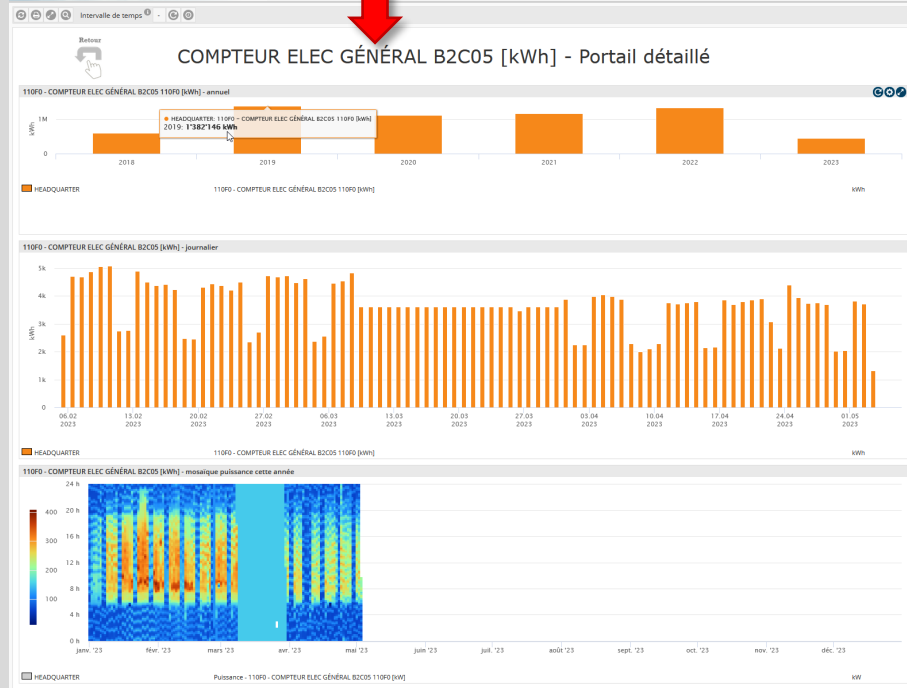 Intervalle de temps
Retour
COMPTEUR ELEC GÉNÉRAL B2C05 [kWh] - Portail détaillé
110F0 - COMPTEUR ELEC GÉNÉRAL B2C05 110F0 [kWh] - annuel
HEADQUARTER: 110F0 - COMPTEUR ELEC GÉNÉRAL B2C05 110F0 [kWh]
2019: 1'382'146 kWh
1M
kWh
0
2018 2019 2020 2021 2022 2023
HEADQUARTER 110F0 - COMPTEUR ELEC GÉNÉRAL B2C05 110F0 [kWh] kWh
110F0 - COMPTEUR ELEC GÉNÉRAL B2C05 [kWh] - journalier
5k
4k
3k
kWh
2k
1k
0
06.02 13.02 20.02 27.02 06.03 13.03 20.03 27.03 03.04 10.04 17.04 24.04 01.05
2023 2023 2023 2023 2023 2023 2023 2023 2023 2023 2023 2023 2023
HEADQUARTER 110F0 - COMPTEUR ELEC GÉNÉRAL B2C05 110F0 [kWh] kWh
110F0 - COMPTEUR ELEC GÉNÉRAL B2C05 [kWh] - mosaïque puissance cette année
24 h
400 20 h
300 16 h
200 12 h
100 8 h
4 h
0 h
janv. '23 févr. '23 mars '23 avr. '23 mai '23 juin '23 juil. '23 août '23 sept. '23 oct. '23 nov. '23 déc. '23
HEADQUARTER Puissance - 110F0 - COMPTEUR ELEC GÉNÉRAL B2C05 110F0 [kW] kW